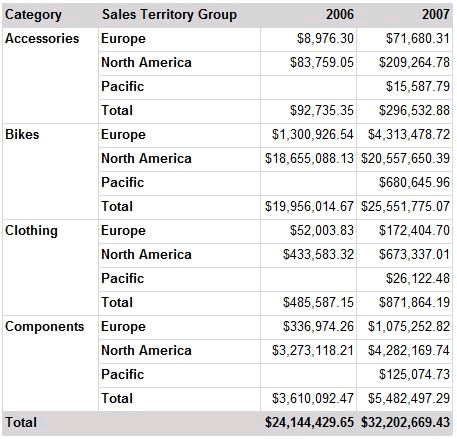 Category Sales Territory Group 2006 2007
Accessories Europe $8,976.30 $71,680.31
North America $83,759.05 $209,264.78
Pacific $15,587.79
Total $92,735.35 $296,532.88
Bikes Europe $1,300,926.54 $4,313,478.72
North America $18,655,088.13 $20,557,650.39
Pacific $680,645.96
Total $19,956,014.67 $25,551,775.07
Clothing Europe $52,003.83 $172,404.70
North America $433,583.32 $673,337.01
Pacific $26,122.48
Total $485,587.15 $871,864.19
Components Europe $336,974.26 $1,075,252.82
North America $3,273,118.21 $4,282,169.74
Pacific $125,074.73
Total $3,610,092.47 $5,482,497.29
Total $24,144,429.65 $32,202,669.43